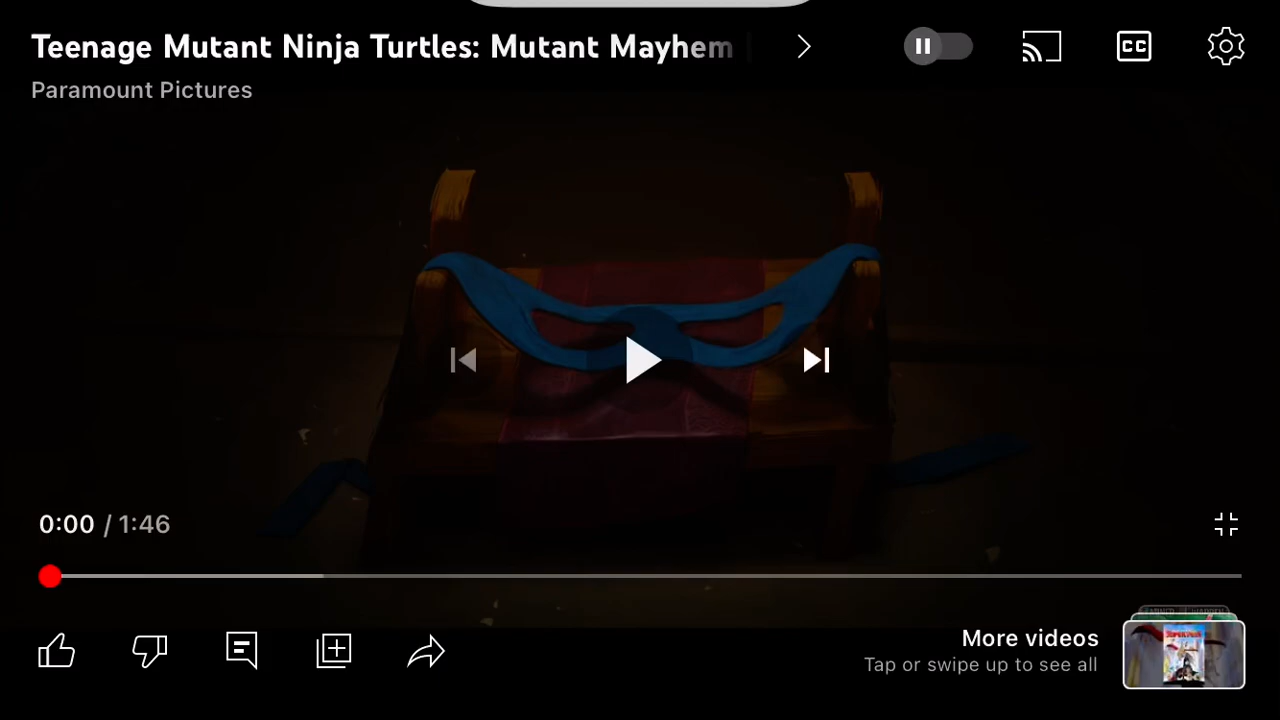 Teenage Mutant Ninja Turtles: Mutant Mayhem
Paramount Pictures
CC
0:00 / 1:46
More videos
Tap or swipe up to see all